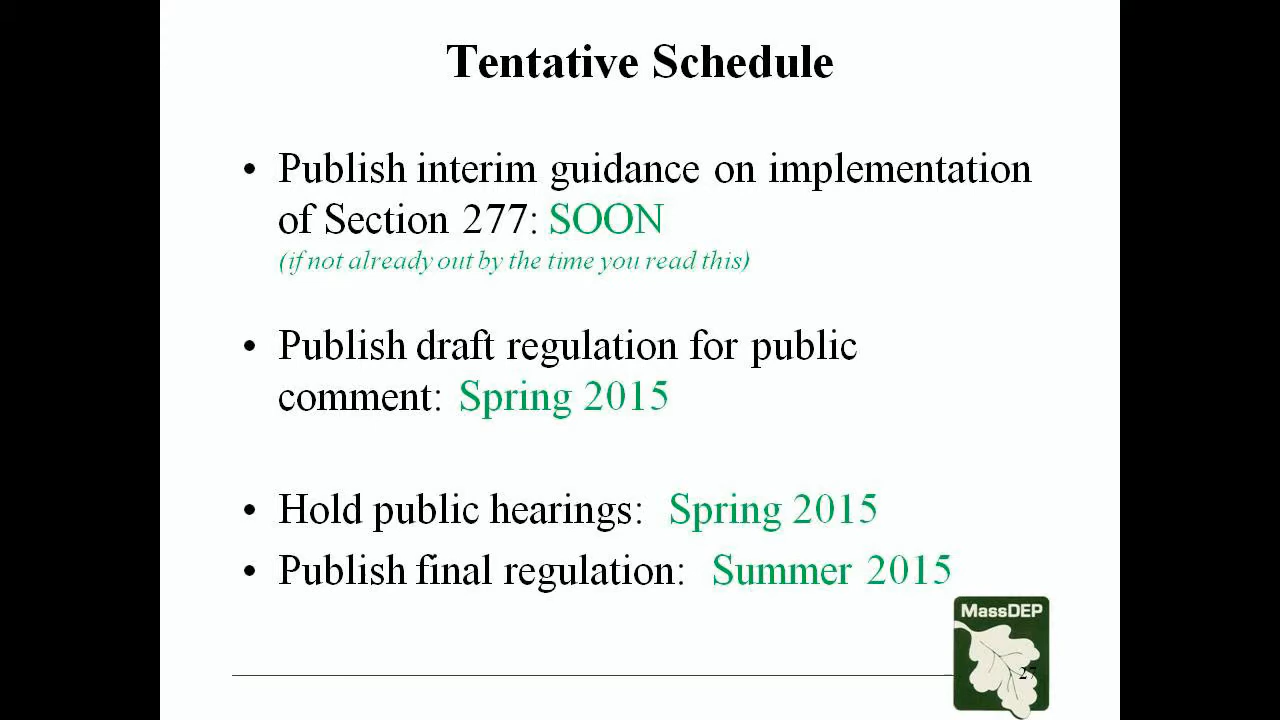 Tentative Schedule
• Publish interim guidance on implementation
of Section 277: SOON
(if not already out by the time you read this)
• Publish draft regulation for public
comment: Spring 2015
• Hold public hearings: Spring 2015
• Publish final regulation: Summer 2015
MassDEP
27